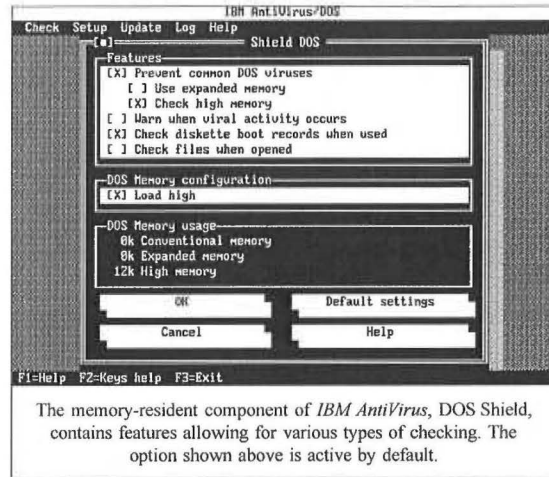 IBM AntiVirus/DOS
Check Setup Update Log Help
[■] Shield DOS
Features
[X] Prevent common DOS viruses
[ ] Use expanded memory
[X] Check high memory
[ ] Warn when viral activity occurs
[X] Check diskette boot records when used
[ ] Check files when opened
DOS Memory configuration
[X] Load high
DOS Memory usage
0k Conventional memory
0k Expanded memory
12k High memory
OK Default settings
Cancel Help
F1=Help F2=Keys help F3=Exit
The memory-resident component of IBM AntiVirus, DOS Shield,
contains features allowing for various types of checking. The
option shown above is active by default.